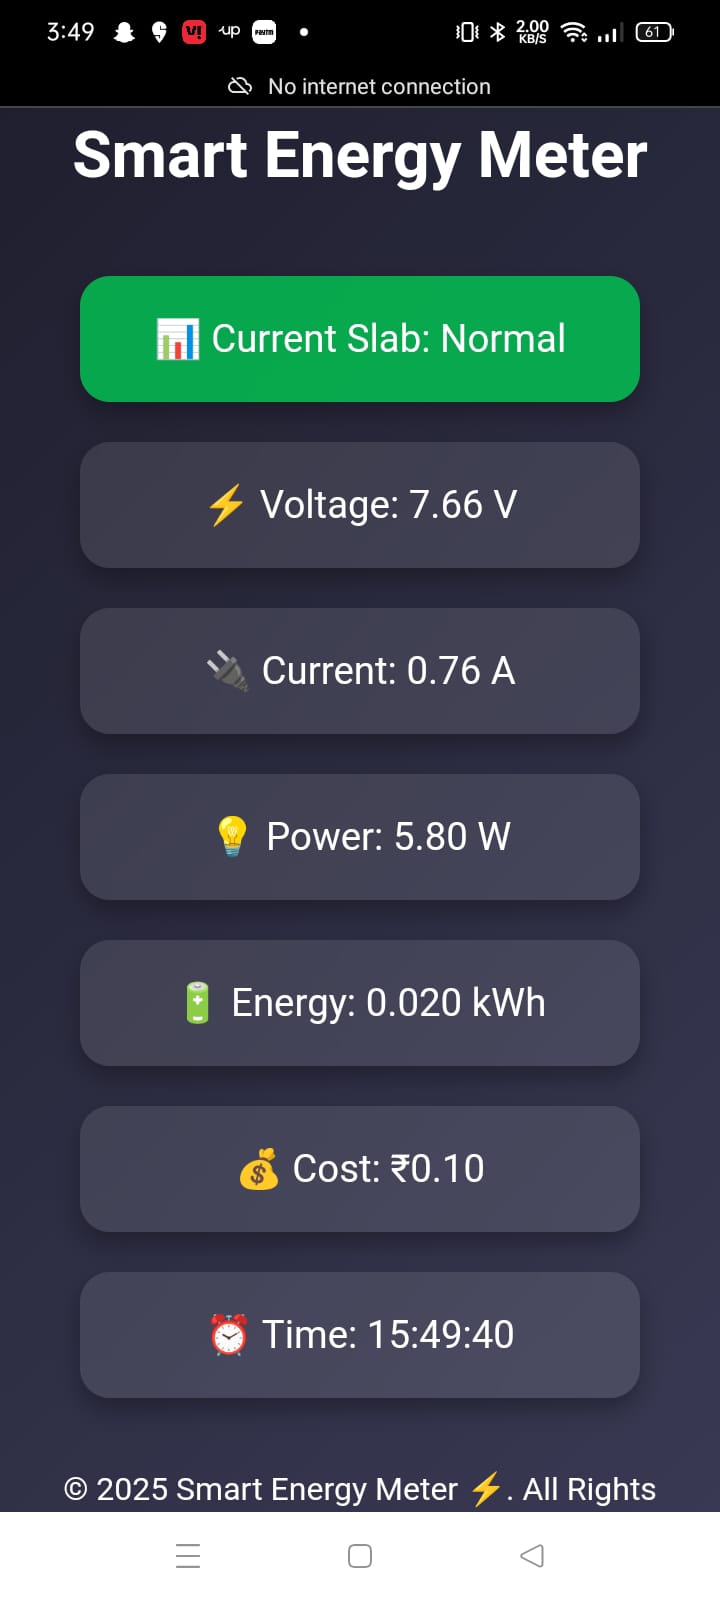 3:49
V!
up
paytm
2.00
KB/S
61
No internet connection
Smart Energy Meter
📊 Current Slab: Normal
⚡ Voltage: 7.66 V
🔌 Current: 0.76 A
💡 Power: 5.80 W
🔋 Energy: 0.020 kWh
💰 Cost: ₹0.10
⏰ Time: 15:49:40
© 2025 Smart Energy Meter ⚡. All Rights